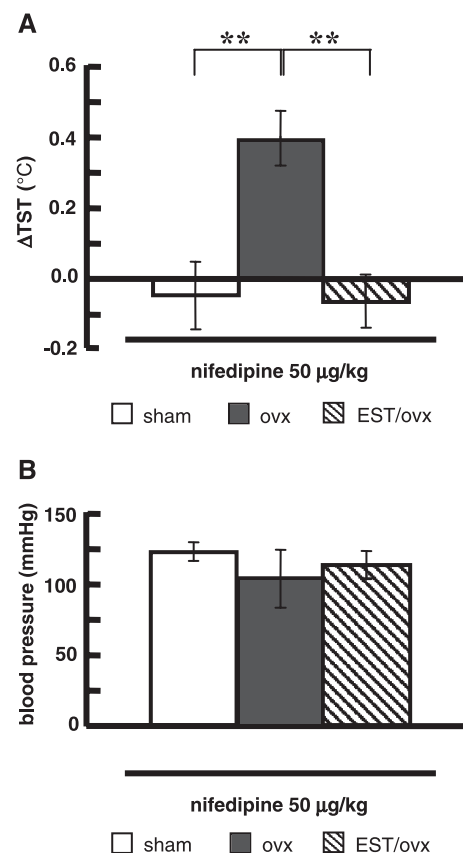 A
** **
0.6
0.4
0.2
0.0
-0.2
ΔTST (°C)
nifedipine 50 µg/kg
sham ovx EST/ovx
B
150
100
50
0
blood pressure (mmHg)
nifedipine 50 µg/kg
sham ovx EST/ovx